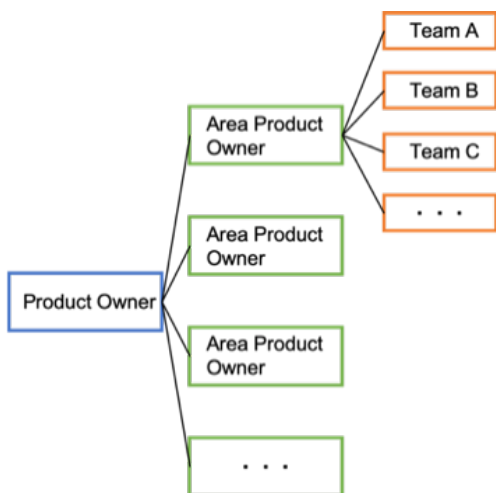 Team A
Team B
Area Product
Owner
Team C
. . .
Area Product
Owner
Product Owner
Area Product
Owner
. . .